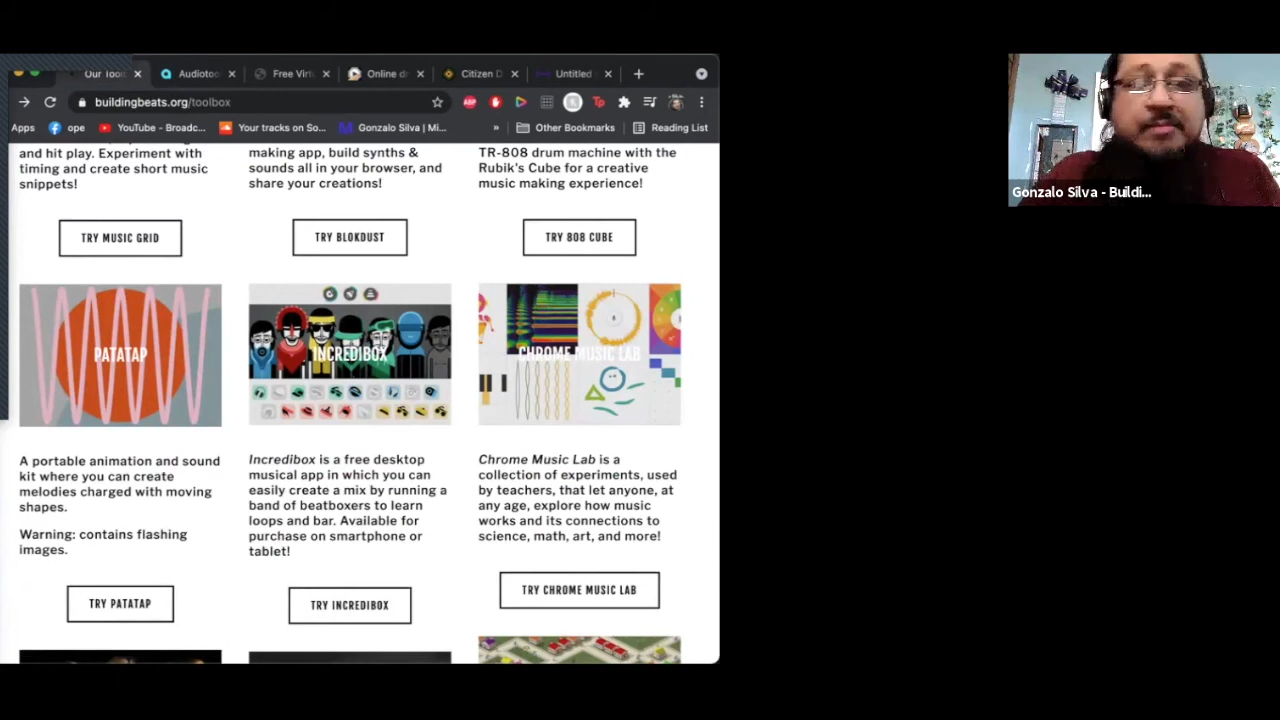 Our Tool
Audiotoo
Free Virtu
Online dr
Citizen D
Untitled
buildingbeats.org/toolbox
ABP
Tp
Apps
ope
YouTube - Broadc...
Your tracks on So...
Gonzalo Silva | Mi...
»
Other Bookmarks
Reading List
and hit play. Experiment with
timing and create short music
snippets!
making app, build synths &
sounds all in your browser, and
share your creations!
TR-808 drum machine with the
Rubik's Cube for a creative
music making experience!
TRY MUSIC GRID
TRY BLOKDUST
TRY 808 CUBE
PATATAP
INCREDIBOX
CHROME MUSIC LAB
A portable animation and sound
kit where you can create
melodies charged with moving
shapes.
Warning: contains flashing
images.
Incredibox is a free desktop
musical app in which you can
easily create a mix by running a
band of beatboxers to learn
loops and bar. Available for
purchase on smartphone or
tablet!
Chrome Music Lab is a
collection of experiments, used
by teachers, that let anyone, at
any age, explore how music
works and its connections to
science, math, art, and more!
TRY PATATAP
TRY INCREDIBOX
TRY CHROME MUSIC LAB
Gonzalo Silva - Buildi...